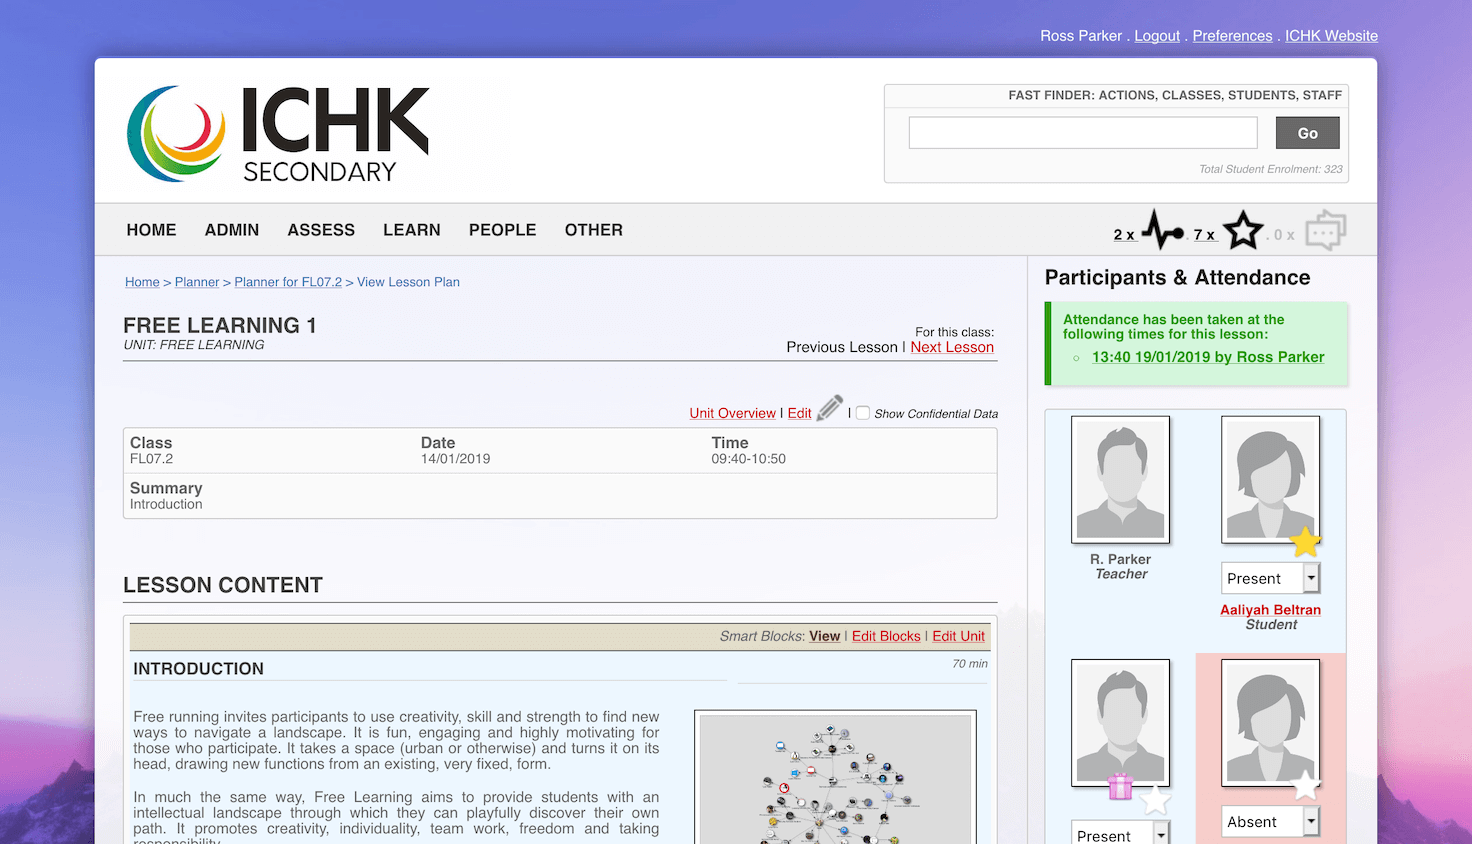 Ross Parker . Logout . Preferences . ICHK Website
ICHK
SECONDARY
FAST FINDER: ACTIONS, CLASSES, STUDENTS, STAFF
Go
Total Student Enrolment: 323
HOME ADMIN ASSESS LEARN PEOPLE OTHER
2 x . 7 x . 0 x
Home > Planner > Planner for FL07.2 > View Lesson Plan
FREE LEARNING 1
UNIT: FREE LEARNING
For this class:
Previous Lesson | Next Lesson
Unit Overview | Edit | Show Confidential Data
Class Date Time
FL07.2 14/01/2019 09:40-10:50
Summary
Introduction
LESSON CONTENT
Smart Blocks: View | Edit Blocks | Edit Unit
INTRODUCTION
70 min
Free running invites participants to use creativity, skill and strength to find new
ways to navigate a landscape. It is fun, engaging and highly motivating for
those who participate. It takes a space (urban or otherwise) and turns it on its
head, drawing new functions from an existing, very fixed, form.
In much the same way, Free Learning aims to provide students with an
intellectual landscape through which they can playfully discover their own
path. It promotes creativity, individuality, team work, freedom and taking
responsibility.
Participants & Attendance
Attendance has been taken at the
following times for this lesson:
13:40 19/01/2019 by Ross Parker
R. Parker
Teacher
Present
Aaliyah Beltran
Student
Present
Absent